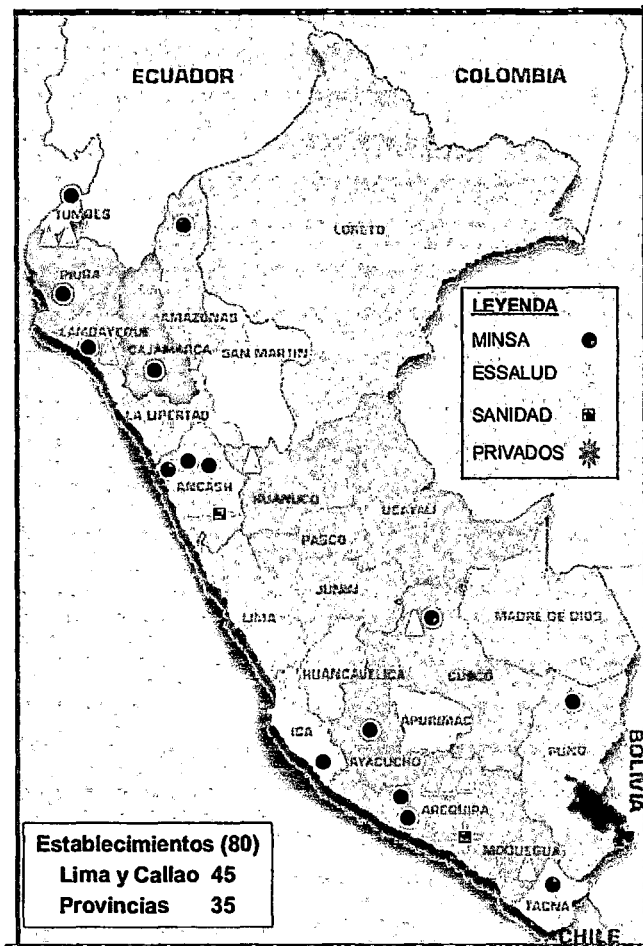 ECUADOR
COLOMBIA
TUMBES
LORETO
PIURA
AMAZONAS
LAMBAYEQUE
CAJAMARCA
SAN MARTIN
LA LIBERTAD
LEYENDA
MINSA
ESSALUD
SANIDAD
PRIVADOS
ANCASH
HUANUCO
UCAYALI
PASCO
JUNIN
LIMA
MADRE DE DIOS
HUANCAVELICA
CUSCO
ICA
APURIMAC
AYACUCHO
PUNO
BOLIVIA
AREQUIPA
MOQUEGUA
TACNA
CHILE
Establecimientos (80)
Lima y Callao 45
Provincias 35